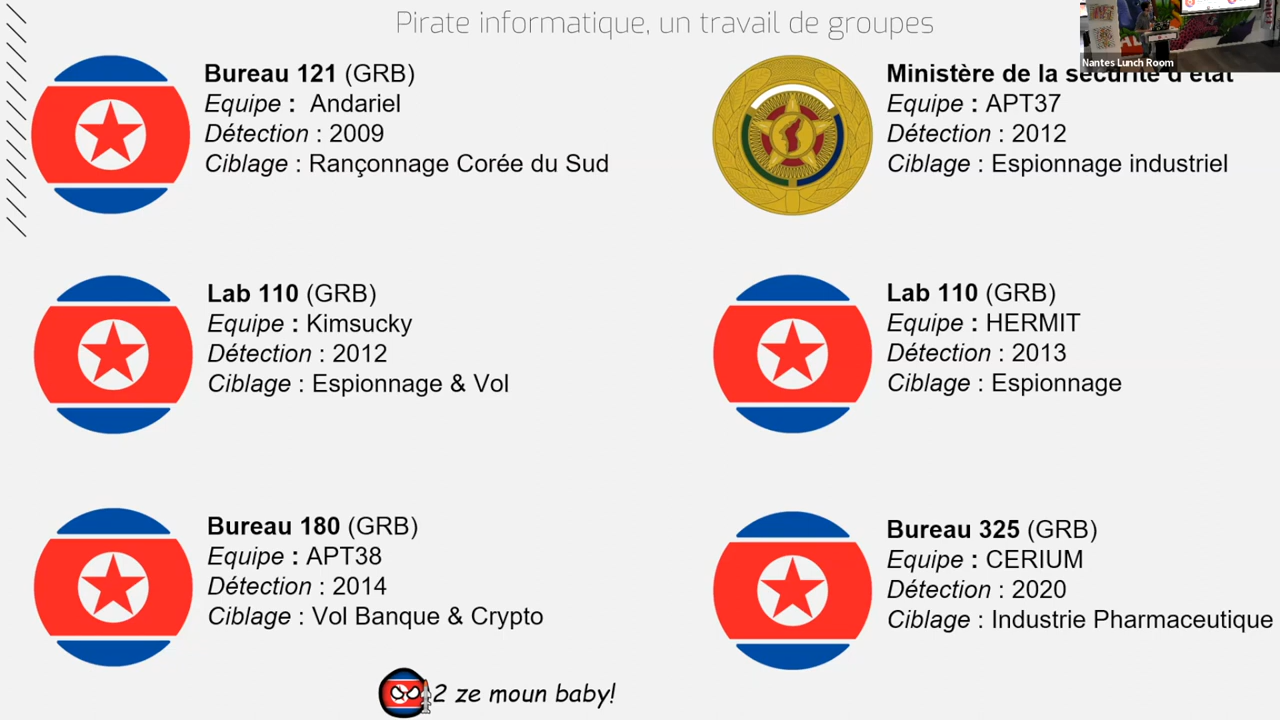 Pirate informatique, un travail de groupes
Nantes Lunch Room
Bureau 121 (GRB)
Equipe : Andariel
Détection : 2009
Ciblage : Rançonnage Corée du Sud
Ministère de la sécurité d'état
Equipe : APT37
Détection : 2012
Ciblage : Espionnage industriel
Lab 110 (GRB)
Equipe : Kimsucky
Détection : 2012
Ciblage : Espionnage & Vol
Lab 110 (GRB)
Equipe : HERMIT
Détection : 2013
Ciblage : Espionnage
Bureau 180 (GRB)
Equipe : APT38
Détection : 2014
Ciblage : Vol Banque & Crypto
Bureau 325 (GRB)
Equipe : CERIUM
Détection : 2020
Ciblage : Industrie Pharmaceutique
2 ze moun baby!